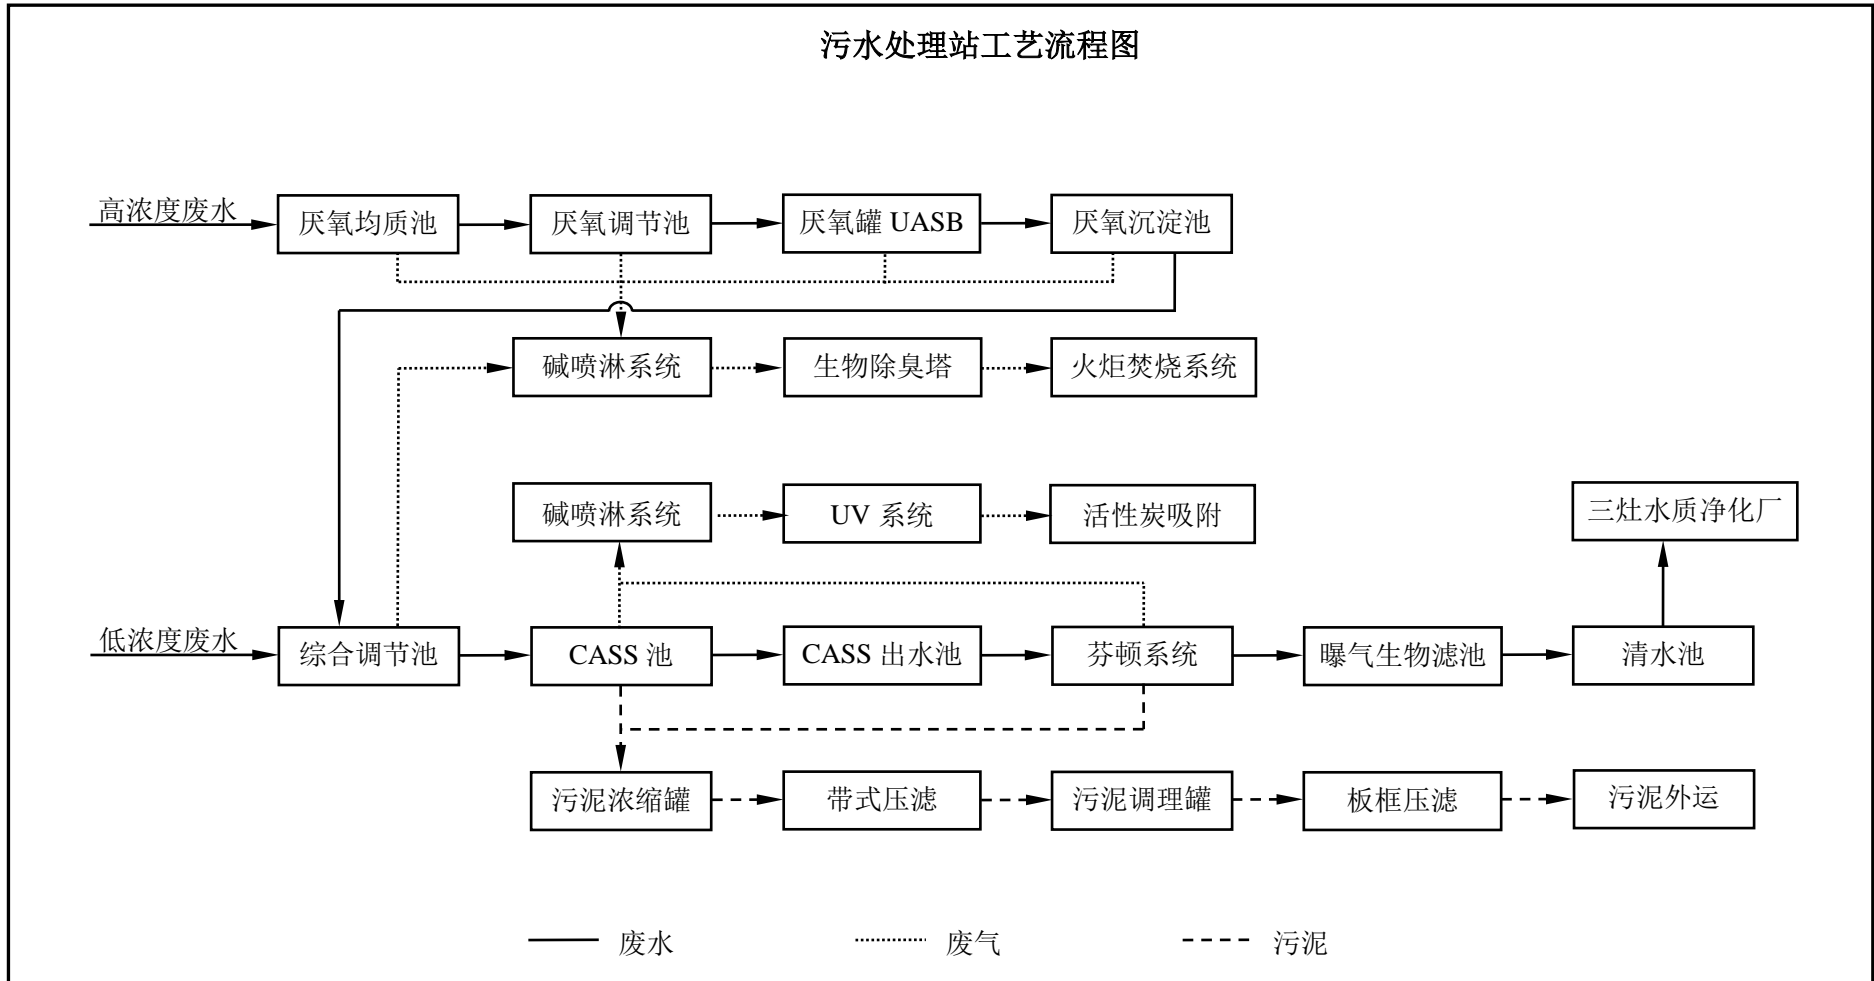 污水处理站工艺流程图
高浓度废水
厌氧均质池
厌氧调节池
厌氧罐 UASB
厌氧沉淀池
碱喷淋系统
生物除臭塔
火炬焚烧系统
碱喷淋系统
UV 系统
活性炭吸附
三灶水质净化厂
低浓度废水
综合调节池
CASS 池
CASS 出水池
芬顿系统
曝气生物滤池
清水池
污泥浓缩罐
带式压滤
污泥调理罐
板框压滤
污泥外运
废水
废气
污泥